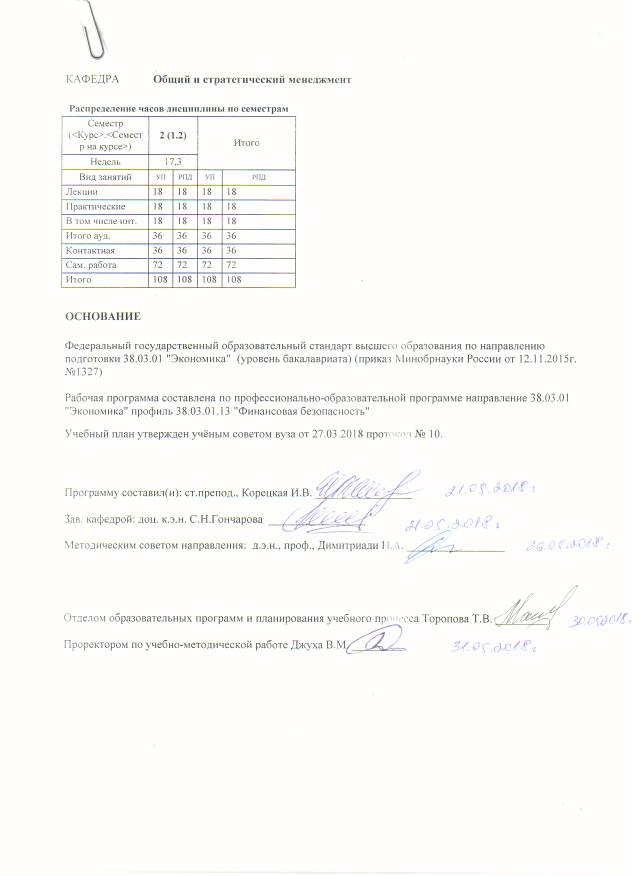 КАФЕДРА Общий и стратегический менеджмент
Распределение часов дисциплины по семестрам
Семестр
(<Курс>.<Семест
р на курсе>)
2 (1.2)
Итого
Недель 17,3
Вид занятий УП РПД УП РПД
Лекции 18 18 18 18
Практические 18 18 18 18
В том числе инт. 18 18 18 18
Итого ауд. 36 36 36 36
Контактная 36 36 36 36
Сам. работа 72 72 72 72
Итого 108 108 108 108
ОСНОВАНИЕ
Федеральный государственный образовательный стандарт высшего образования по направлению
подготовки 38.03.01 "Экономика" (уровень бакалавриата) (приказ Минобрнауки России от 12.11.2015г.
№1327)
Рабочая программа составлена по профессионально-образовательной программе направление 38.03.01
"Экономика" профиль 38.03.01.13 "Финансовая безопасность"
Учебный план утвержден учёным советом вуза от 27.03.2018 протокол № 10.
Программу составил(и): ст.препод., Корецкая И.В. 21.05.2018г
Зав. кафедрой: доц. к.э.н. С.Н.Гончарова 21.05.2018г
Методическим советом направления: д.э.н., проф., Димитриади Н.А. 26.05.2018г
Отделом образовательных программ и планирования учебного процесса Торопова Т.В. 30.05.2018г
Проректором по учебно-методической работе Джуха В.М. 31.05.2018г